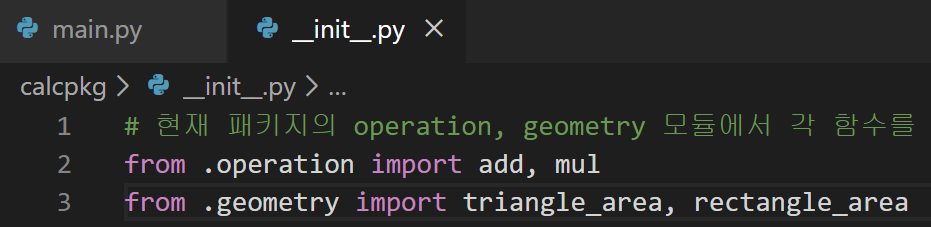 main.py __init__.py
calcpkg > __init__.py > ...
1 # 현재 패키지의 operation, geometry 모듈에서 각 함수를
2 from .operation import add, mul
3 from .geometry import triangle_area, rectangle_area